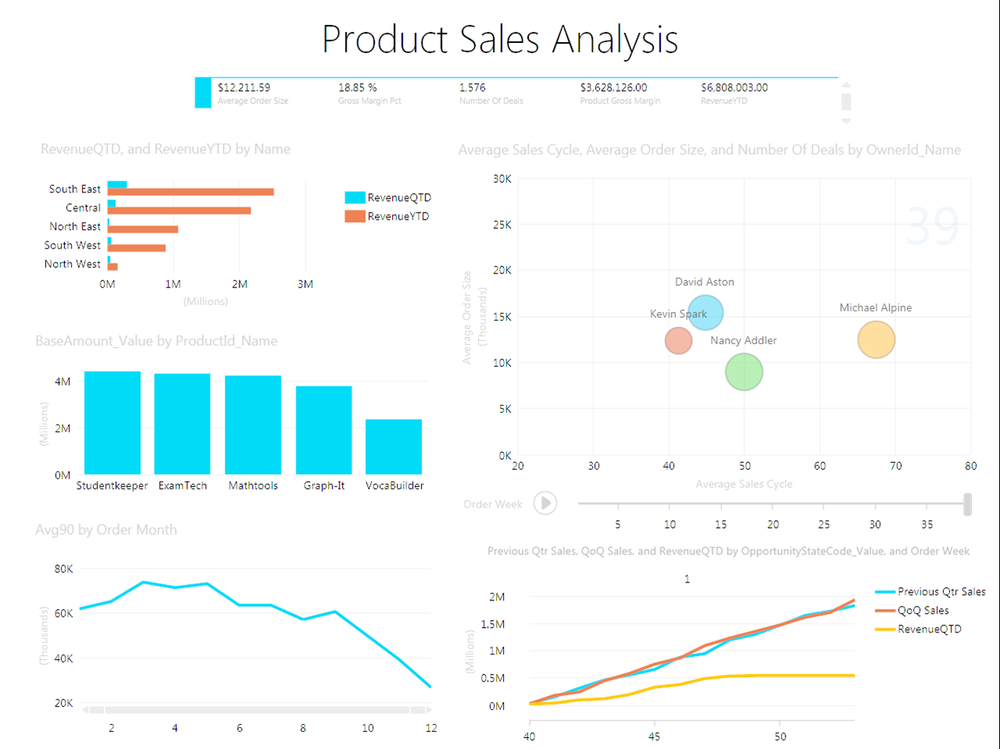 Product Sales Analysis
$12,211.59 18.85 % 1,576 $3,628,126.00 $6,808,003.00
Average Order Size Gross Margin Pct Number Of Deals Product Gross Margin RevenueYTD
RevenueQTD, and RevenueYTD by Name
South East
Central
North East
South West
North West
0M 1M 2M 3M
(Millions)
RevenueQTD
RevenueYTD
BaseAmount_Value by ProductId_Name
4M
2M
0M
(Millions)
Studentkeeper ExamTech Mathtools Graph-It VocaBuilder
Avg90 by Order Month
80K
60K
40K
20K
(Thousands)
2 4 6 8 10 12
Average Sales Cycle, Average Order Size, and Number Of Deals by OwnerId_Name
30K
25K
20K
15K
10K
5K
0K
Average Order Size
(Thousands)
39
David Aston
Kevin Spark
Michael Alpine
Nancy Addler
20 30 40 50 60 70 80
Average Sales Cycle
Order Week
5 10 15 20 25 30 35
Previous Qtr Sales, QoQ Sales, and RevenueQTD by OpportunityStateCode_Value, and Order Week
1
2M
1.5M
1M
0.5M
0M
(Millions)
40 45 50
Previous Qtr Sales
QoQ Sales
RevenueQTD